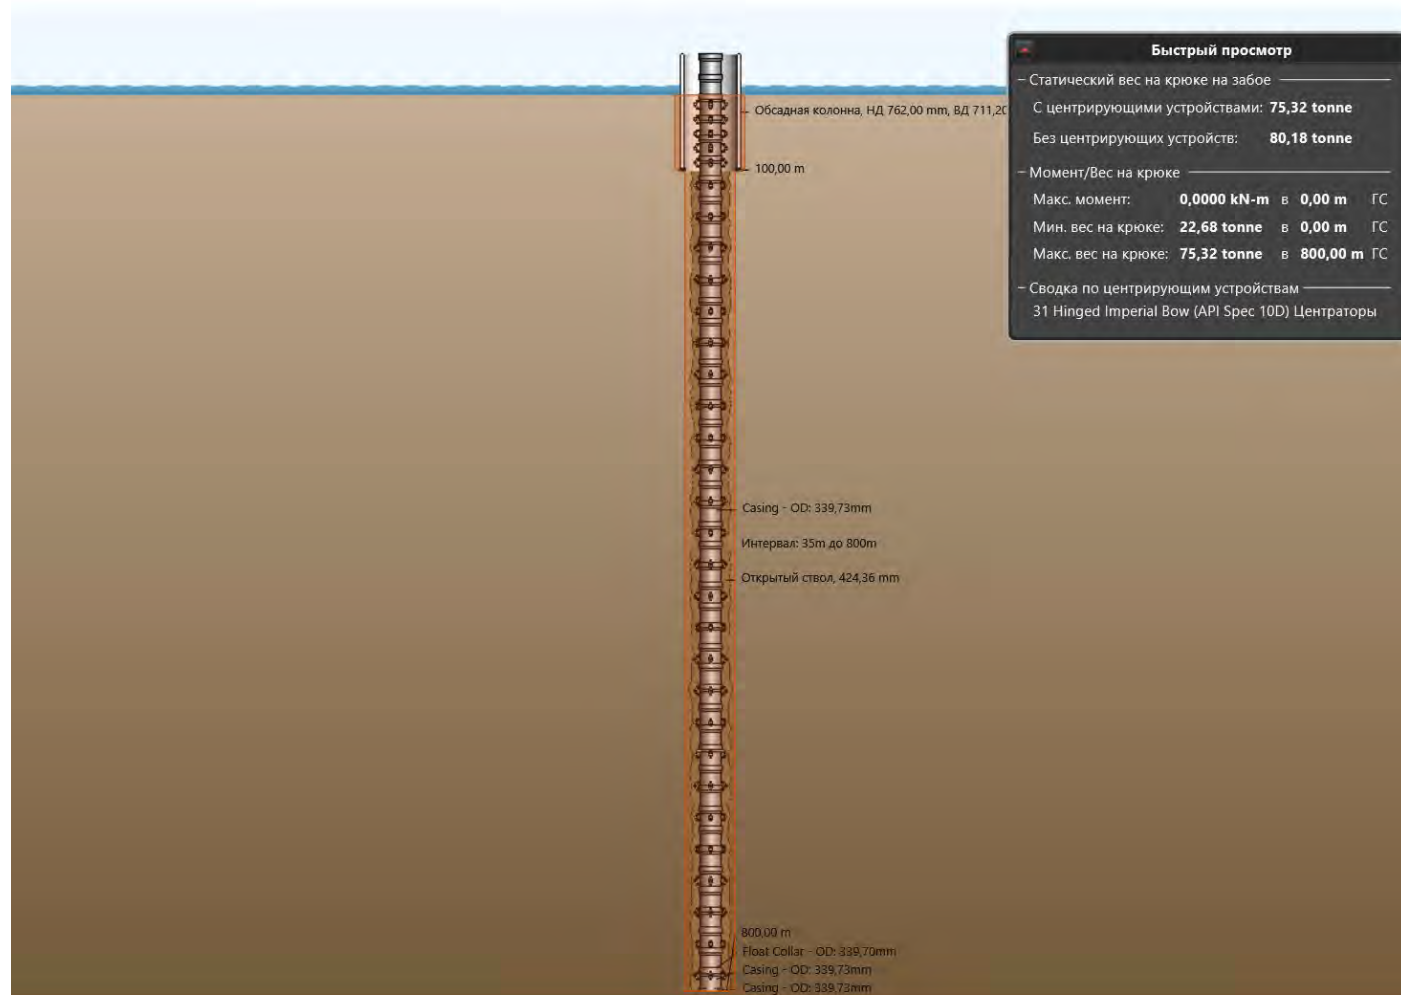 Быстрый просмотр
Статический вес на крюке на забое
С центрирующими устройствами: 75,32 tonne
Без центрирующих устройств: 80,18 tonne
Момент/Вес на крюке
Макс. момент: 0,0000 kN-m в 0,00 m ГС
Мин. вес на крюке: 22,68 tonne в 0,00 m ГС
Макс. вес на крюке: 75,32 tonne в 800,00 m ГС
Сводка по центрирующим устройствам
31 Hinged Imperial Bow (API Spec 10D) Центраторы
Обсадная колонна, НД 762,00 mm, ВД 711,20
100,00 m
Casing - OD: 339,73mm
Интервал: 35m до 800m
Открытый ствол, 424,36 mm
800,00 m
Float Collar - OD: 339,70mm
Casing - OD: 339,73mm
Casing - OD: 339,73mm